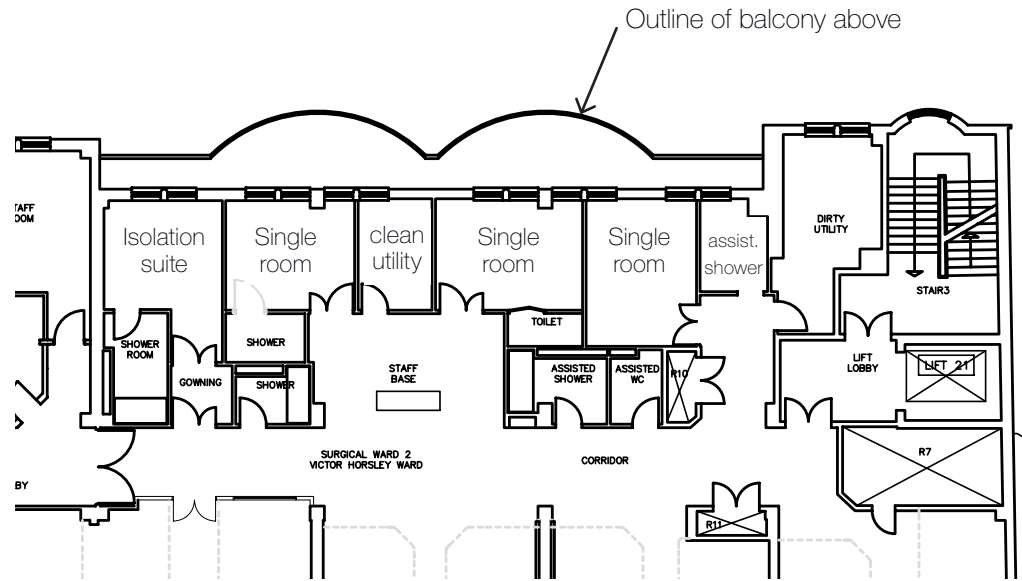 Outline of balcony above
TAFF
OOM
Isolation
suite
Single
room
clean
utility
Single
room
Single
room
assist.
shower
DIRTY
UTILITY
STAIR3
SHOWER
ROOM
GOWNING
SHOWER
SHOWER
STAFF
BASE
TOILET
ASSISTED
SHOWER
ASSISTED
WC
R10
LIFT
LOBBY
LIFT 21
SURGICAL WARD 2
VICTOR HORSLEY WARD
CORRIDOR
R7
BY
R11